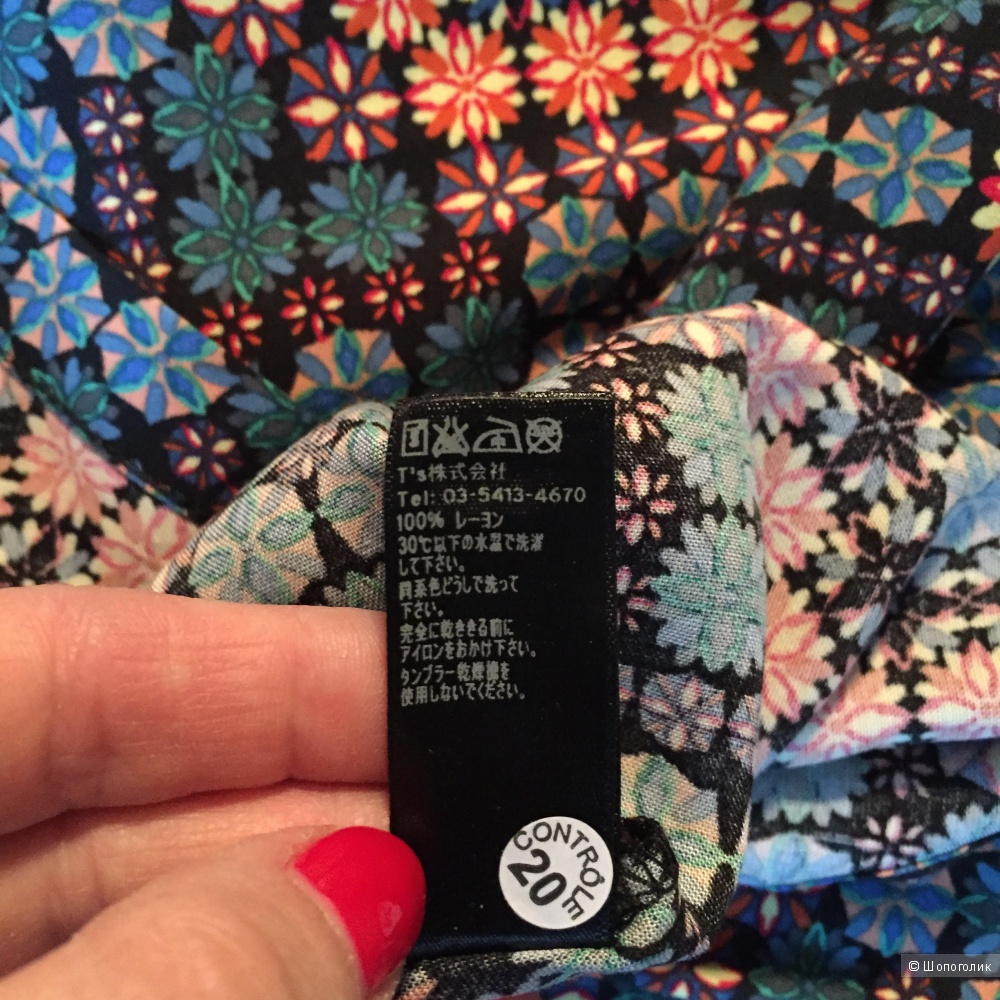 T's株式会社
Tel: 03-5413-4670
100% レーヨン
30℃以下の水温で洗濯
して下さい。
同系色どうしで洗って
下さい。
完全に乾ききる前に
アイロンをおかけ下さい。
タンブラー乾燥機を
使用しないでください。
CONTRÔLE
20
© Шопоголик